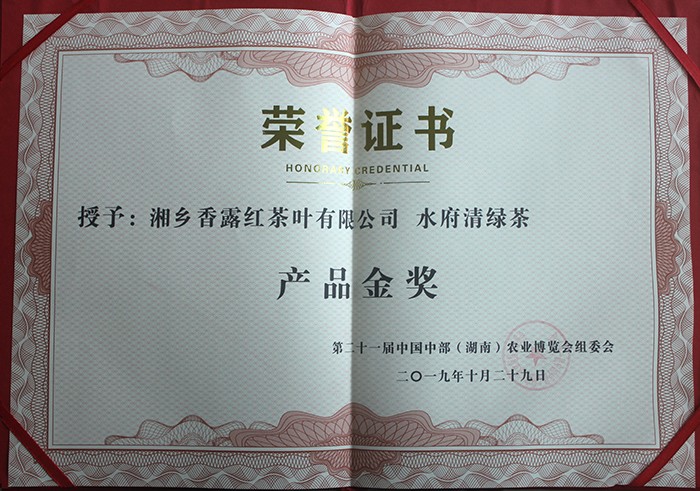 荣誉证书
HONORARY CREDENTIAL
授予：湘乡香露红茶叶有限公司 水府清绿茶
产品金奖
第二十一届中国中部（湖南）农业博览会组委会
二〇一九年十月二十九日